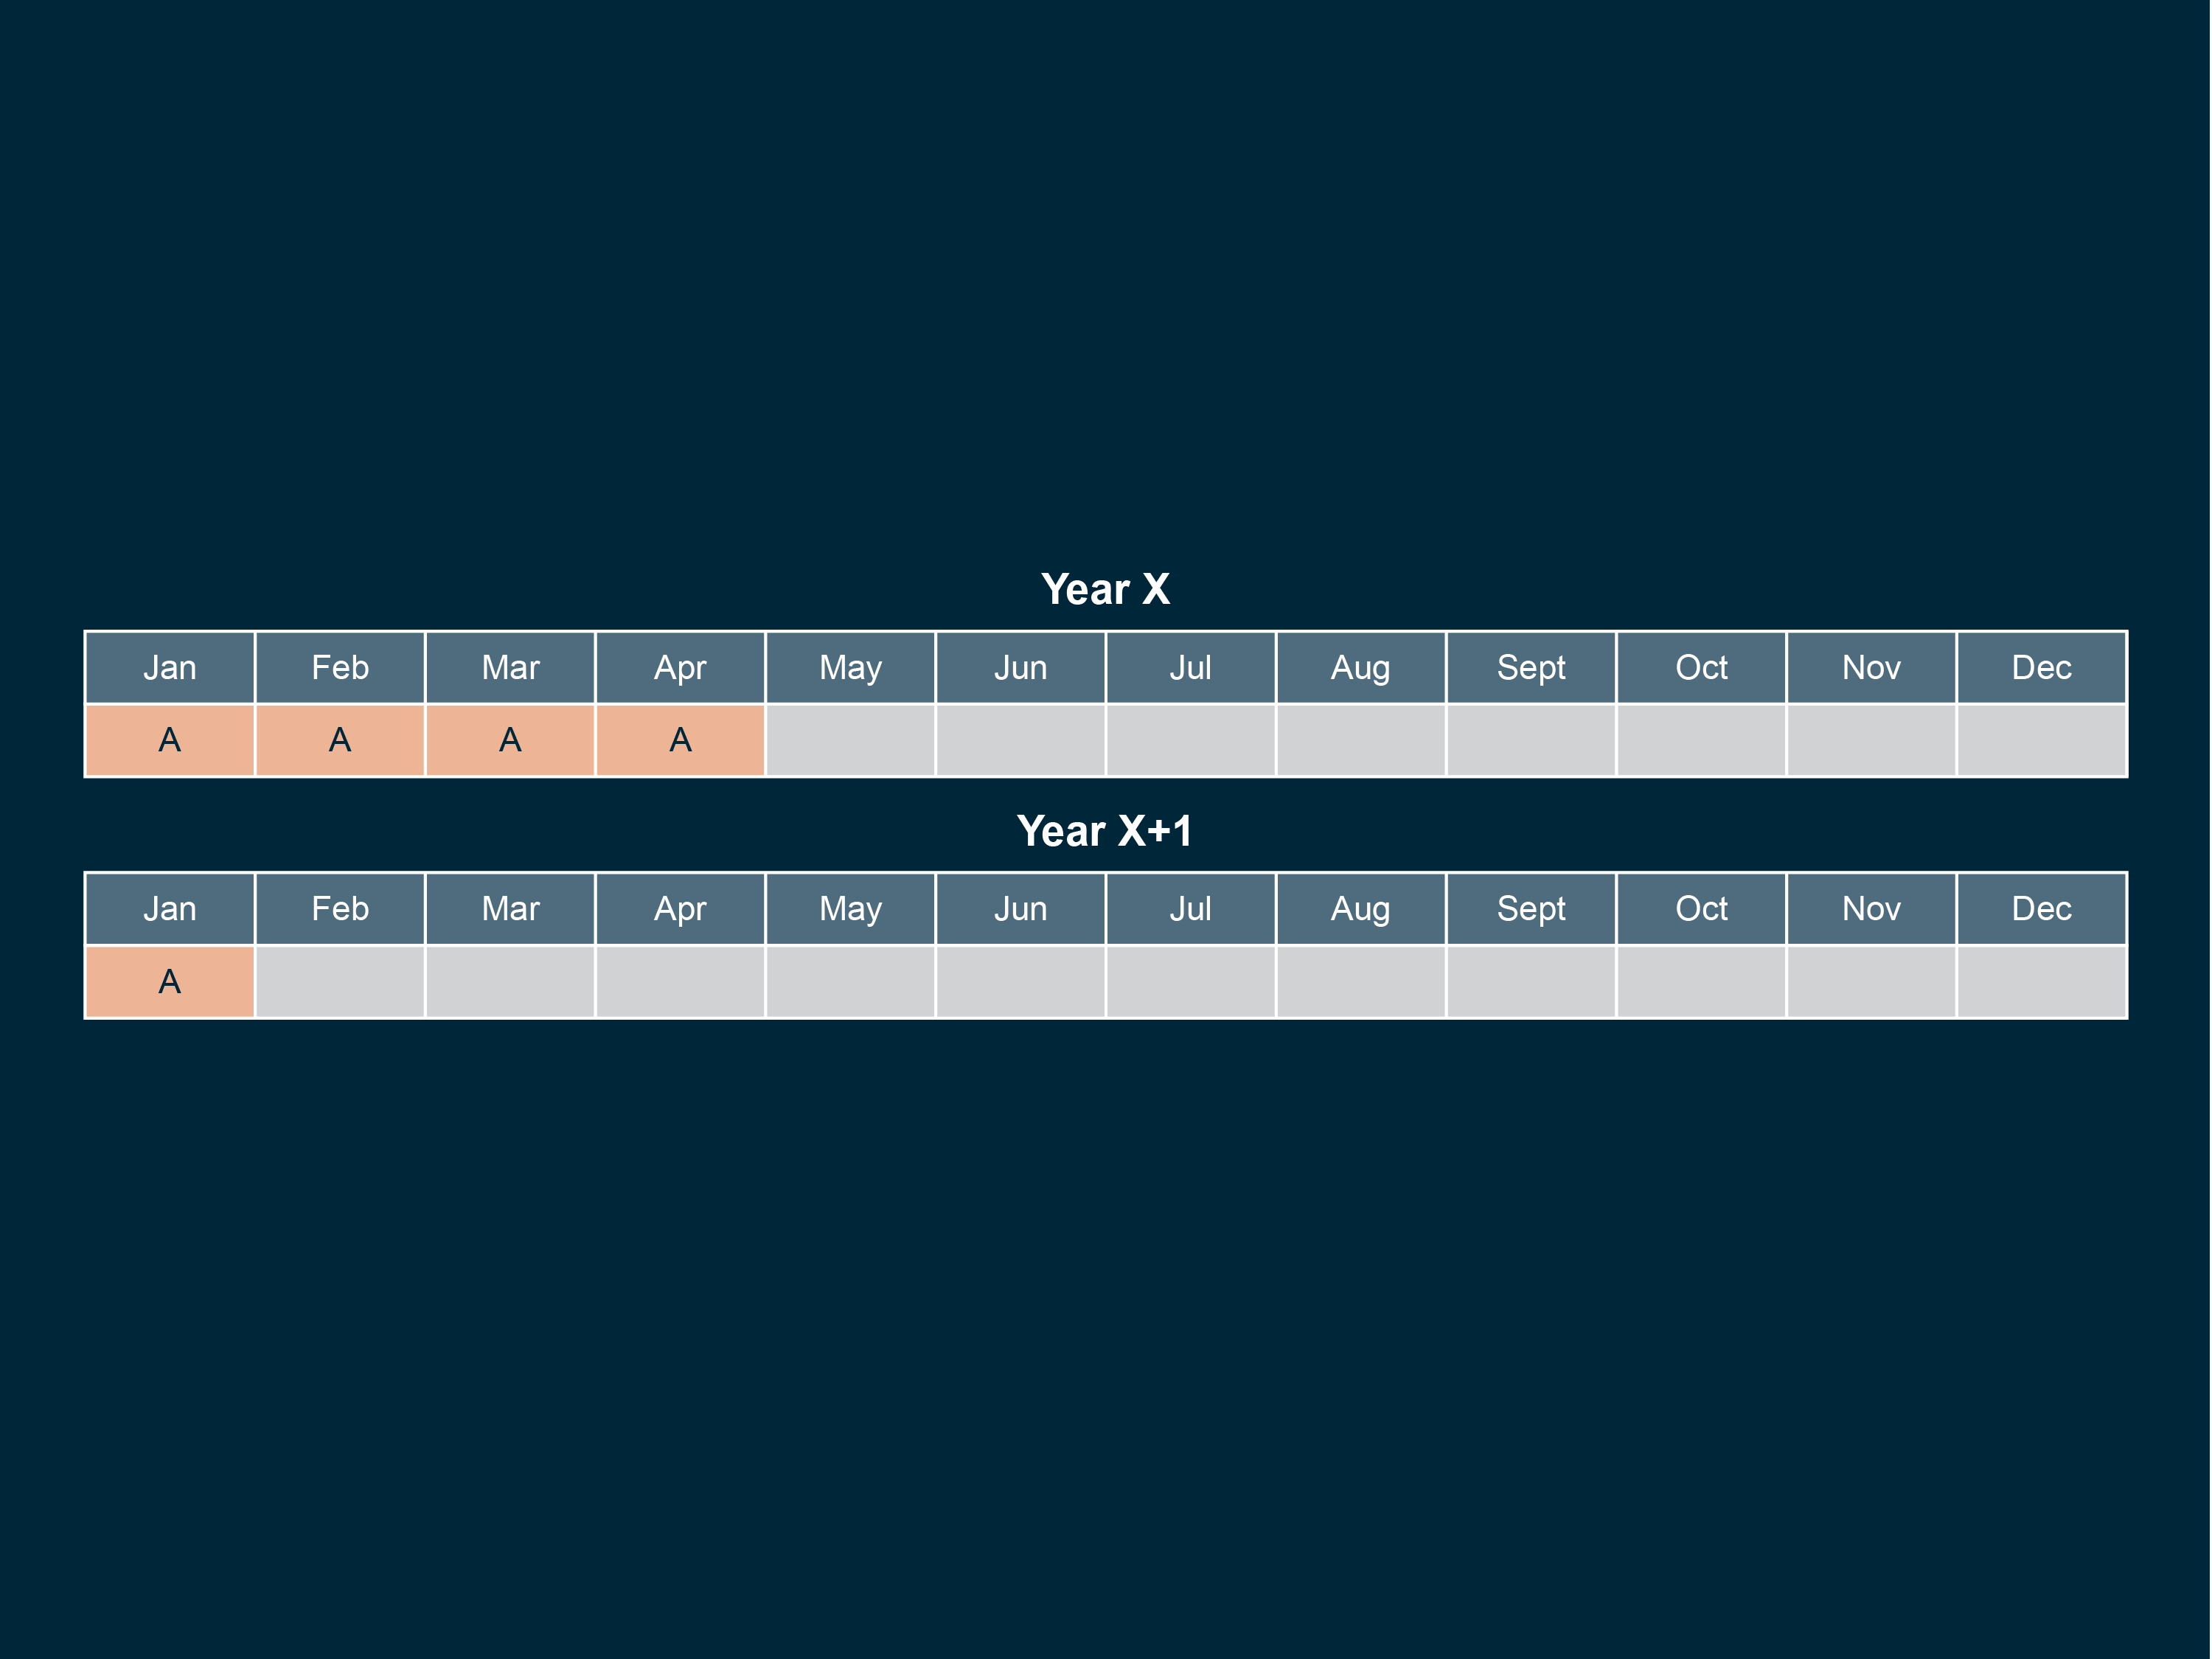 Year X
Jan Feb Mar Apr May Jun Jul Aug Sept Oct Nov Dec
A A A A
Year X+1
Jan Feb Mar Apr May Jun Jul Aug Sept Oct Nov Dec
A